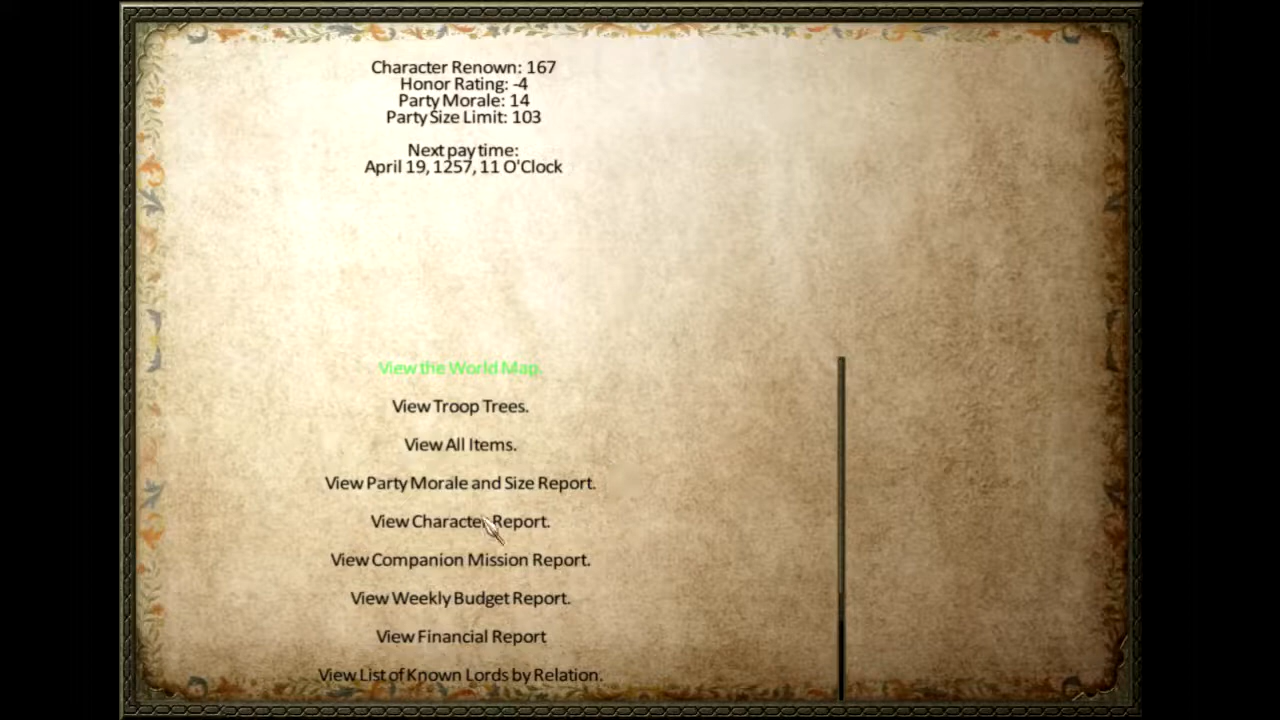 Character Renown: 167
Honor Rating: -4
Party Morale: 14
Party Size Limit: 103
Next pay time:
April 19, 1257, 11 O'Clock
View the World Map.
View Troop Trees.
View All Items.
View Party Morale and Size Report.
View Character Report.
View Companion Mission Report.
View Weekly Budget Report.
View Financial Report
View List of Known Lords by Relation.